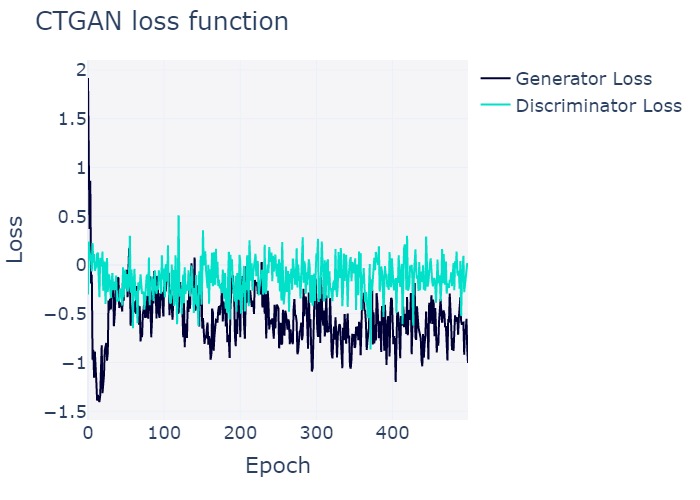 CTGAN loss function
Generator Loss
Discriminator Loss
2
1.5
1
0.5
0
−0.5
−1
−1.5
Loss
0 100 200 300 400
Epoch